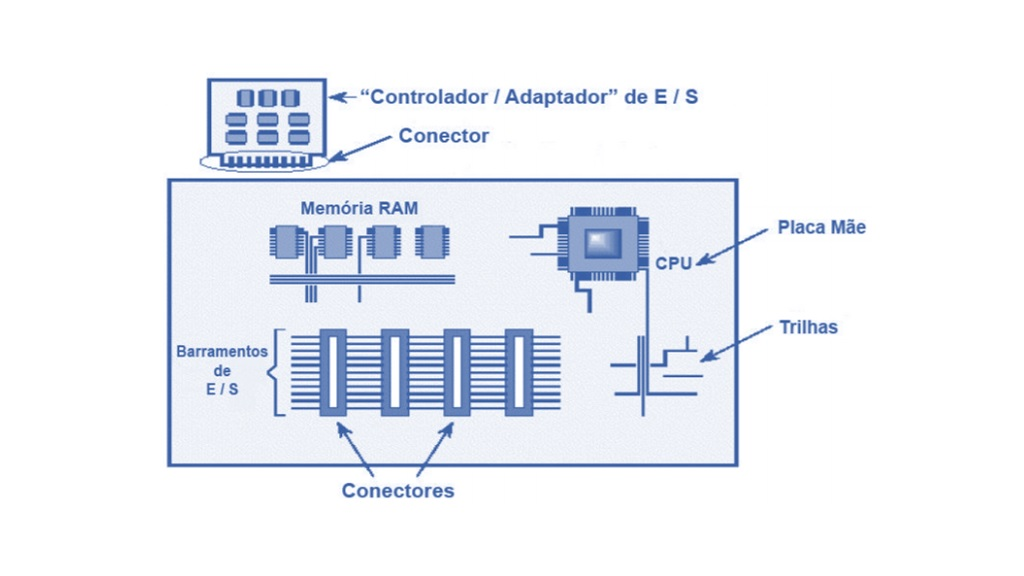 “Controlador / Adaptador” de E / S
Conector
Memória RAM
Placa Mãe
CPU
Trilhas
Barramentos
de
E / S
Conectores